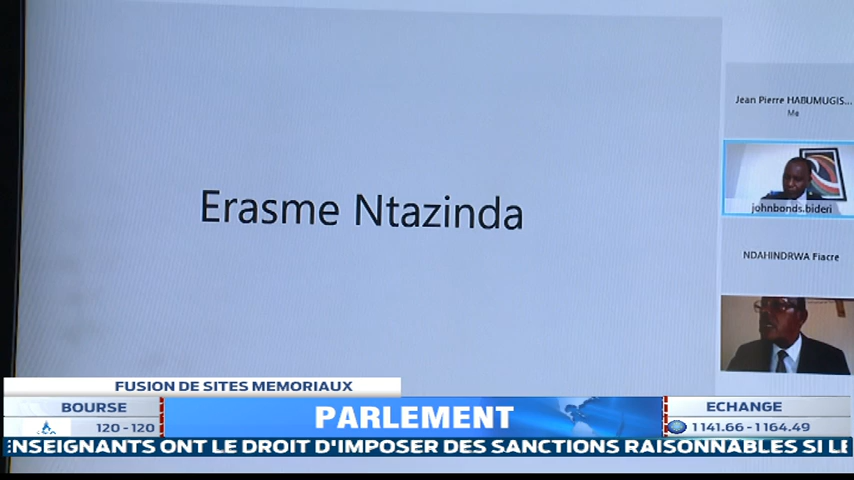 Erasme Ntazinda
Jean Pierre HABUMUGIS...
Me
johnbonds.bideri
NDAHINDRWA Fiacre
FUSION DE SITES MEMORIAUX
BOURSE
120 - 120
PARLEMENT
ECHANGE
1141.66 - 1164.49
ENSEIGNANTS ONT LE DROIT D'IMPOSER DES SANCTIONS RAISONNABLES SI LE